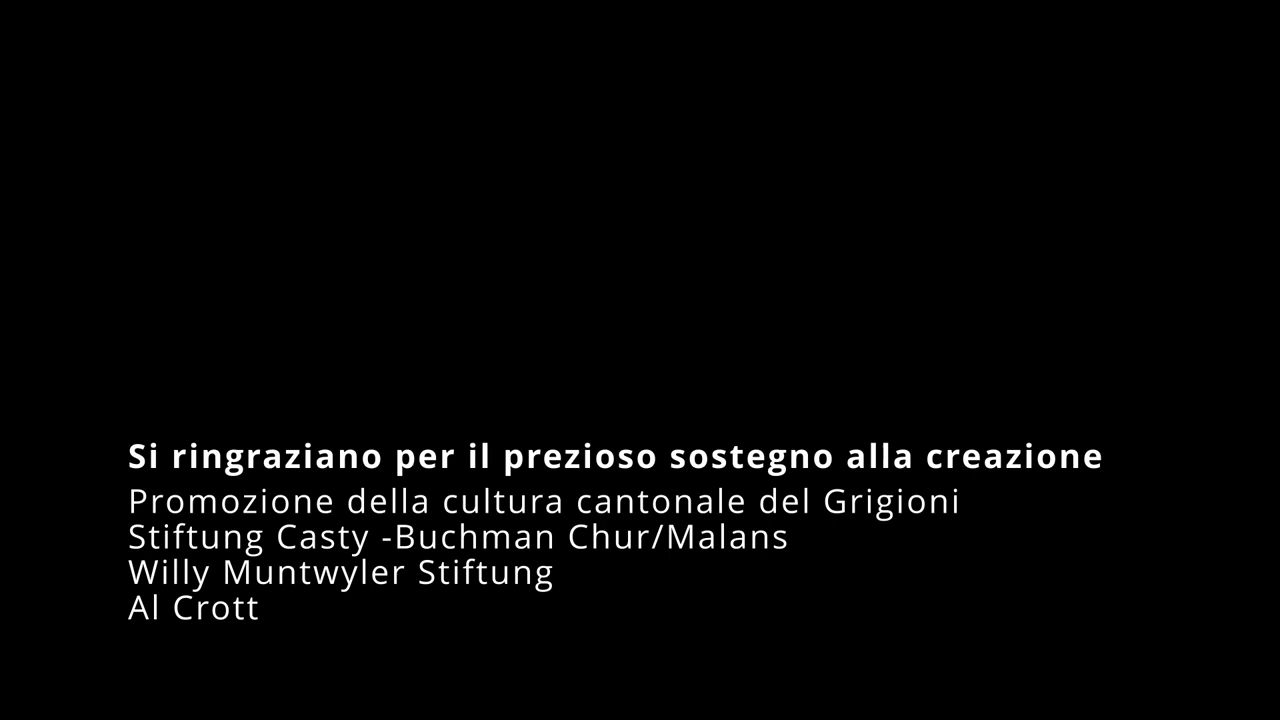 Si ringraziano per il prezioso sostegno alla creazione
Promozione della cultura cantonale del Grigioni
Stiftung Casty -Buchman Chur/Malans
Willy Muntwyler Stiftung
Al Crott